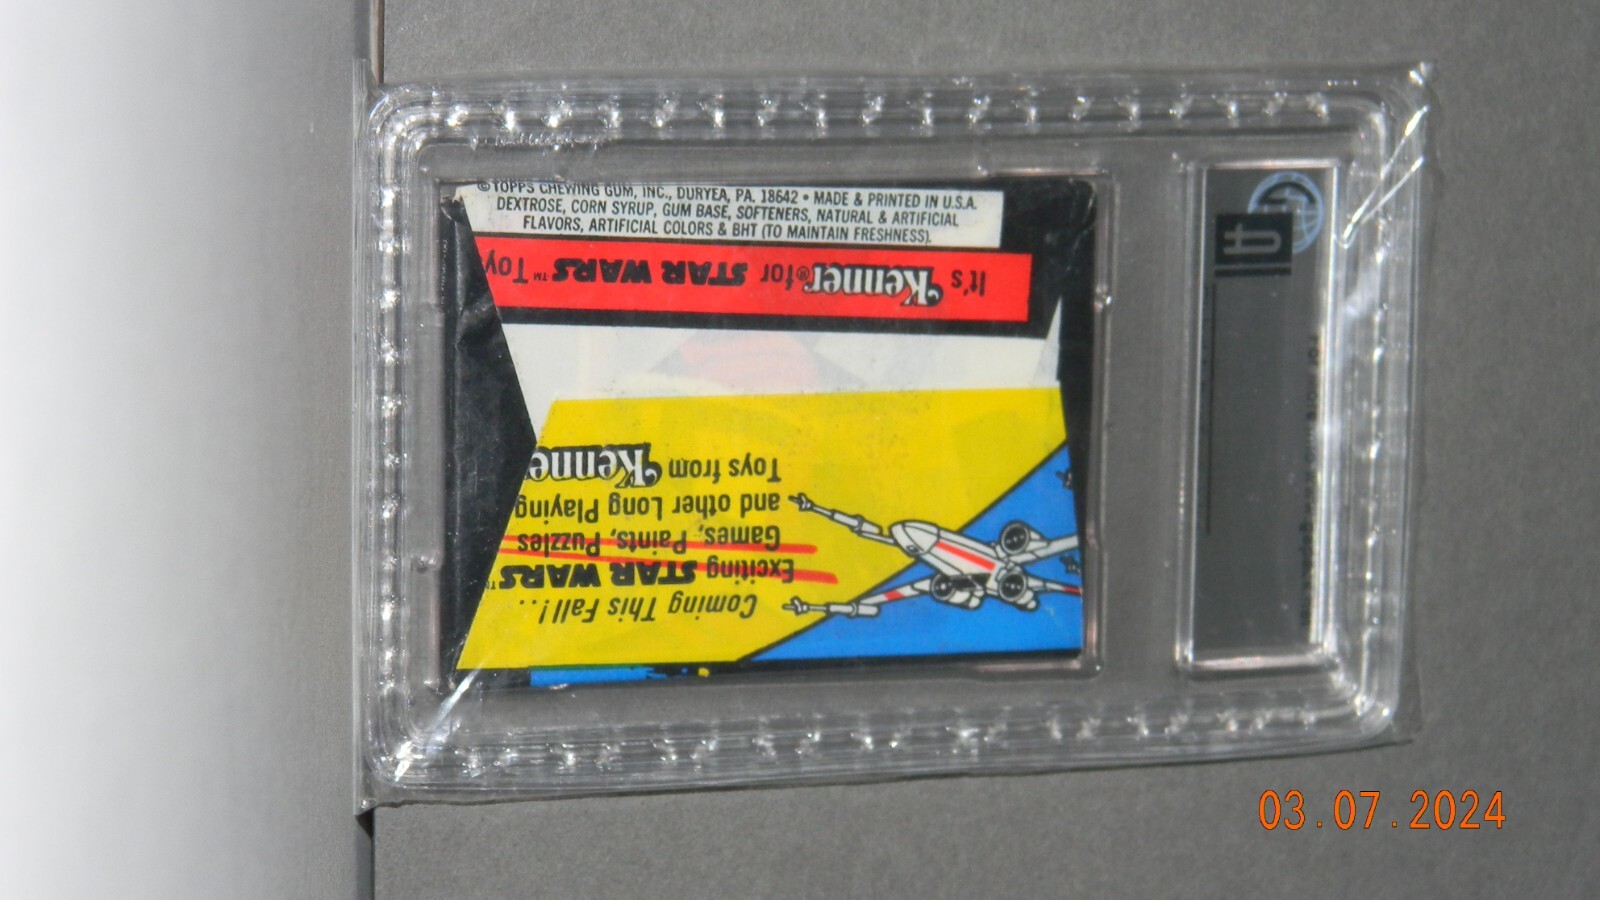 ©TOPPS CHEWING GUM, INC., DURYEA, PA. 18642 • MADE & PRINTED IN U.S.A.
DEXTROSE, CORN SYRUP, GUM BASE, SOFTENERS, NATURAL & ARTIFICIAL
FLAVORS, ARTIFICIAL COLORS & BHT (TO MAINTAIN FRESHNESS).
It's Kenner® for STAR WARS™ Toy
Coming This Fall!...
Exciting STAR WARS™
Games, Paints, Puzzles
and other Long Playing
Toys from Kenne
03.07.2024